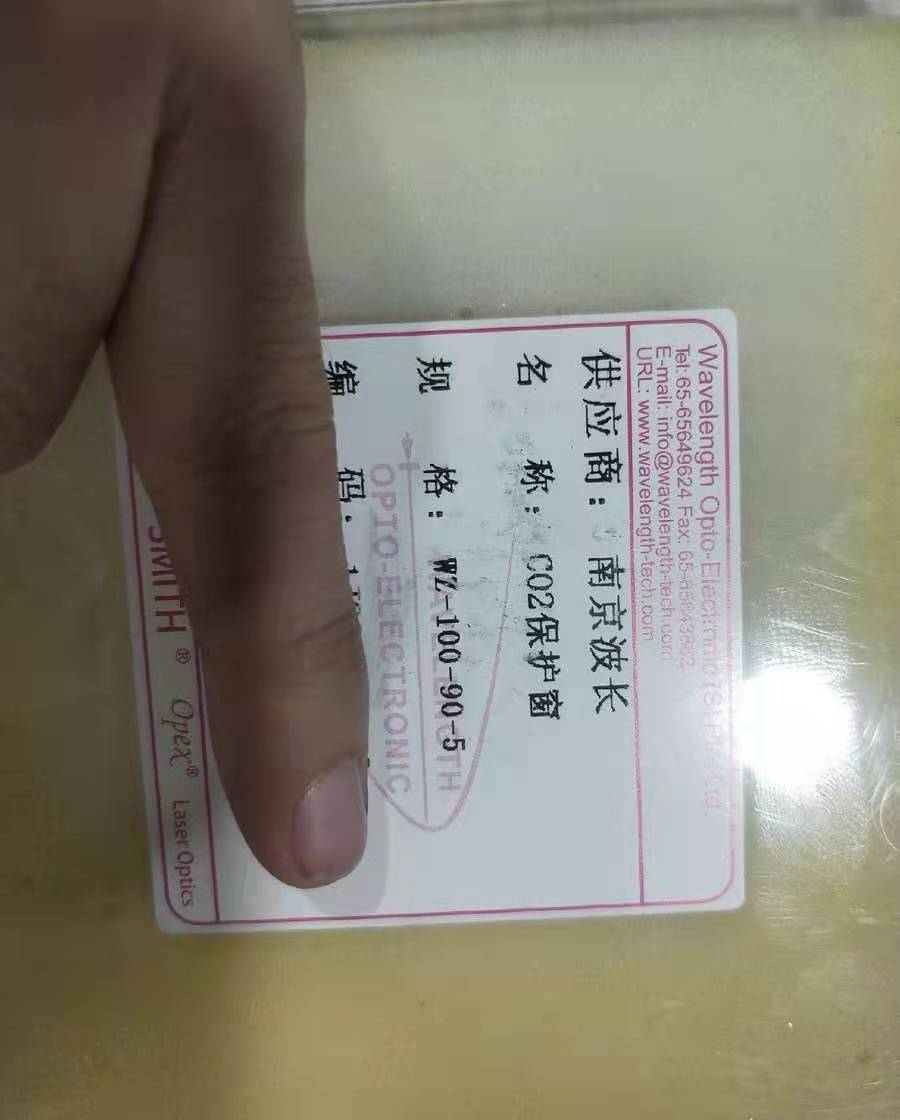 Wavelength Opto-Electronic(S)Pte Ltd
Tel: 65-65649624 Fax: 65-65643862
E-mail: info@wavelength-tech.com
URL: www.wavelength-tech.com
供应商: 南京波长
名 称: CO2保护窗
规 格: WZ-100-90-5
编 码:
OPTO-ELECTRONIC
SMITH ® Opex® Laser Optics